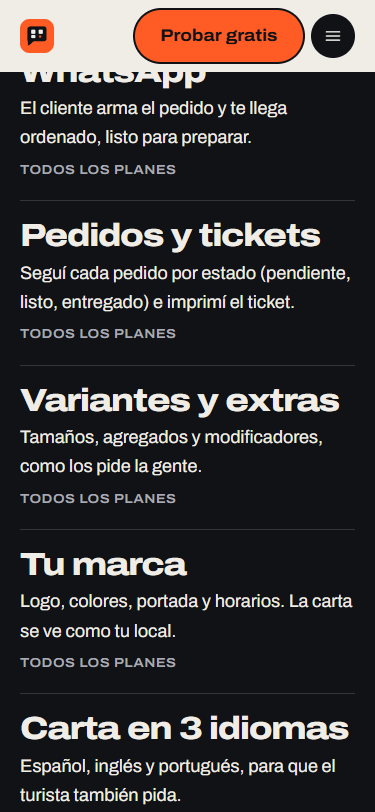 Probar gratis
WhatsApp
El cliente arma el pedido y te llega
ordenado, listo para preparar.
TODOS LOS PLANES
Pedidos y tickets
Seguí cada pedido por estado (pendiente,
listo, entregado) e imprimí el ticket.
TODOS LOS PLANES
Variantes y extras
Tamaños, agregados y modificadores,
como los pide la gente.
TODOS LOS PLANES
Tu marca
Logo, colores, portada y horarios. La carta
se ve como tu local.
TODOS LOS PLANES
Carta en 3 idiomas
Español, inglés y portugués, para que el
turista también pida.